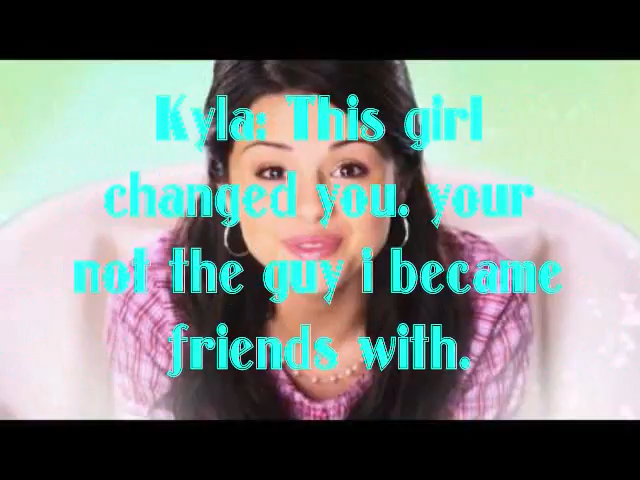 Kyla: This girl
changed you. your
not the guy i became
friends with.